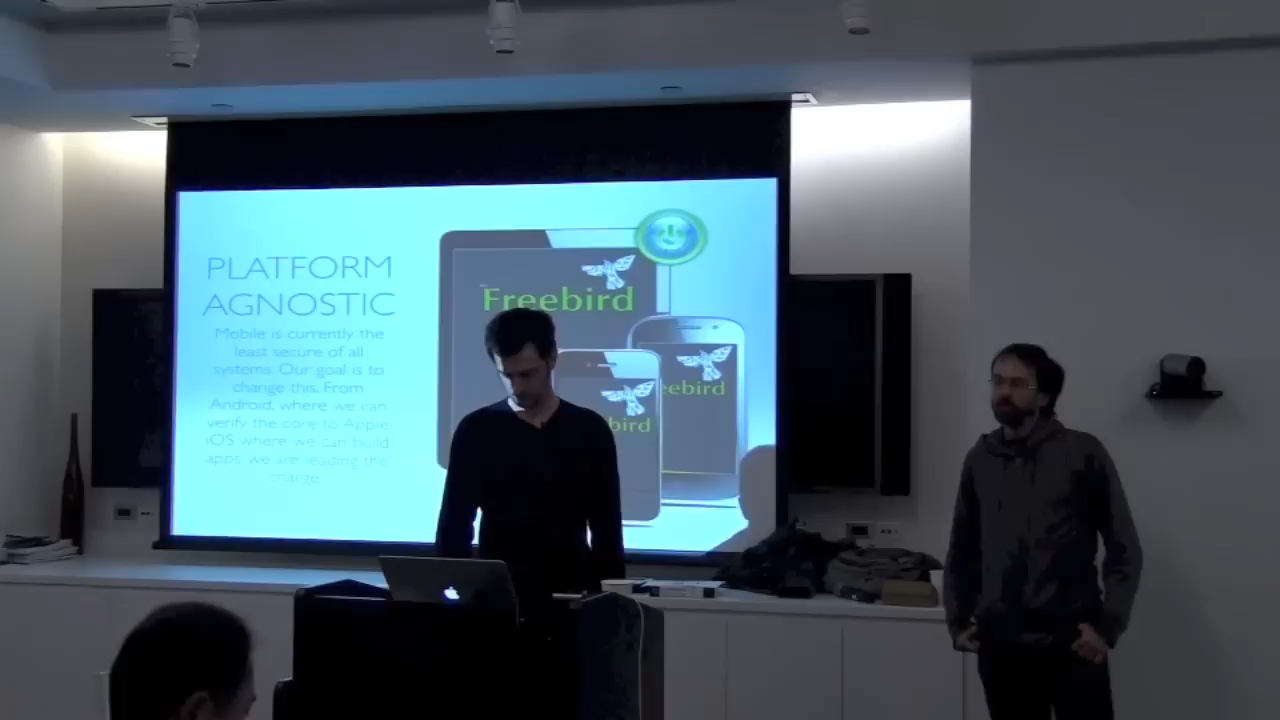 PLATFORM
AGNOSTIC
Mobile is currently the
least secure of all
systems. Our goal is to
change this. From
Android, where we can
verify the core to Apple
iOS where we can build
apps, we are leading the
charge
Freebird
eebird
bird